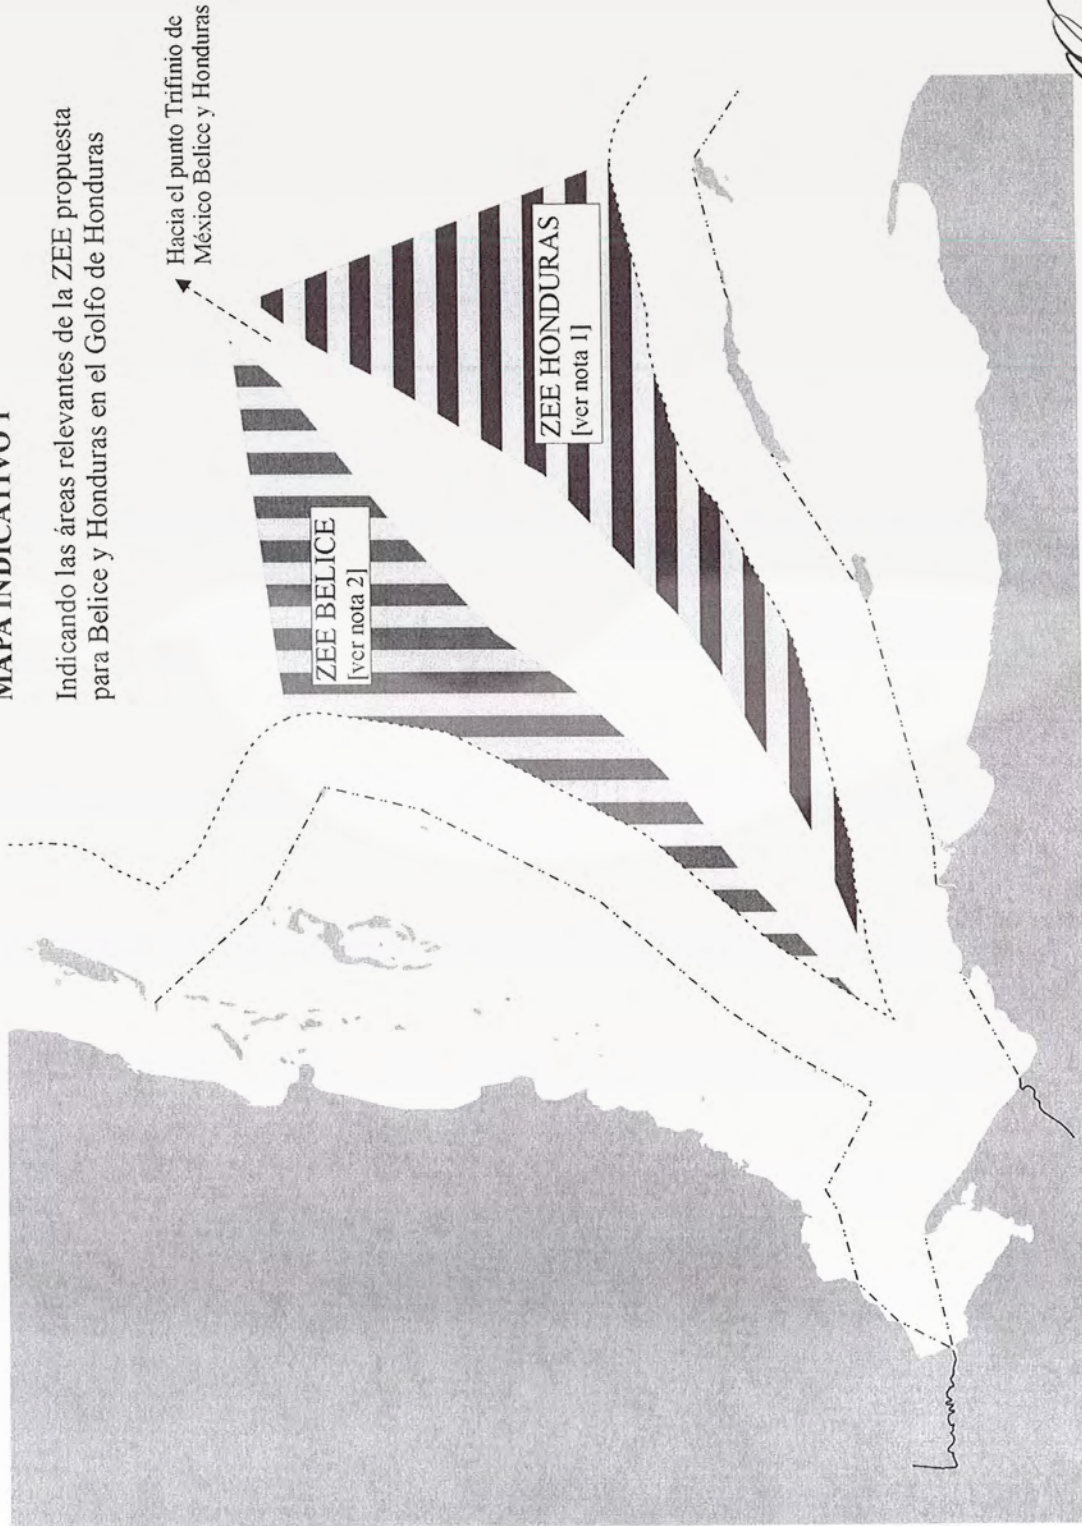 MAPA INDICATIVO 1
Indicando las áreas relevantes de la ZEE propuesta
para Belice y Honduras en el Golfo de Honduras
Hacia el punto Trifinio de
México Belice y Honduras
ZEE BELICE
[ver nota 2]
ZEE HONDURAS
[ver nota 1]